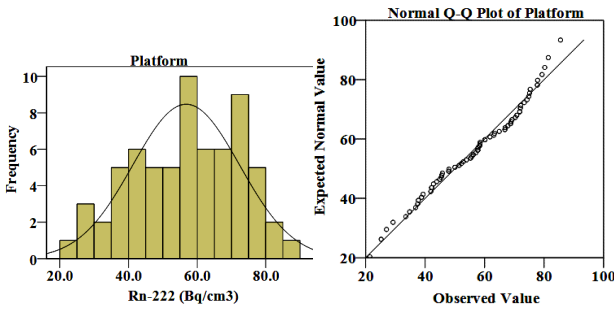 Platform
Frequency
10
8
6
4
2
0
20.0 40.0 60.0 80.0
Rn-222 (Bq/cm3)
Normal Q-Q Plot of Platform
Expected Normal Value
100
80
60
40
20
20 40 60 80 100
Observed Value